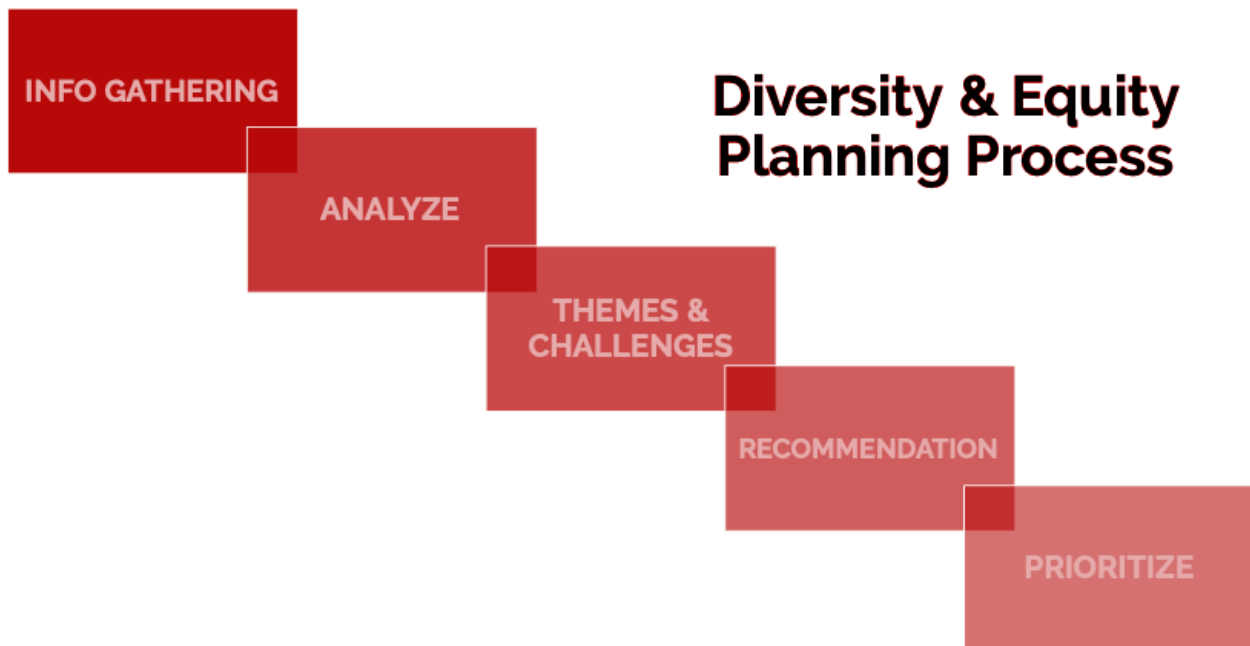 INFO GATHERING
Diversity & Equity
Planning Process
ANALYZE
THEMES &
CHALLENGES
RECOMMENDATION
PRIORITIZE